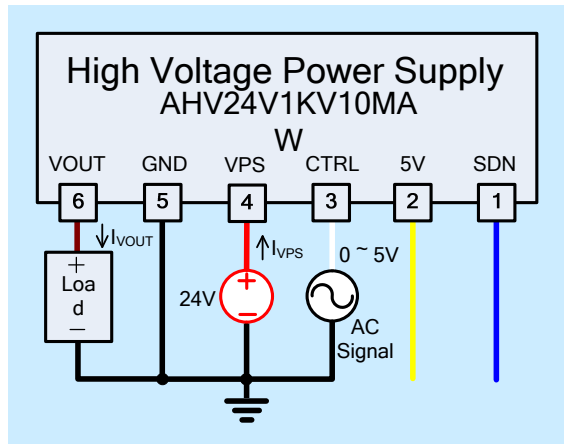 High Voltage Power Supply
AHV24V1KV10MA
W
VOUT GND VPS CTRL 5V SDN
6 5 4 3 2 1
↓IVOUT ↑IVPS 0 ~ 5V
+
Loa
d
−
+
24V
−
AC
Signal